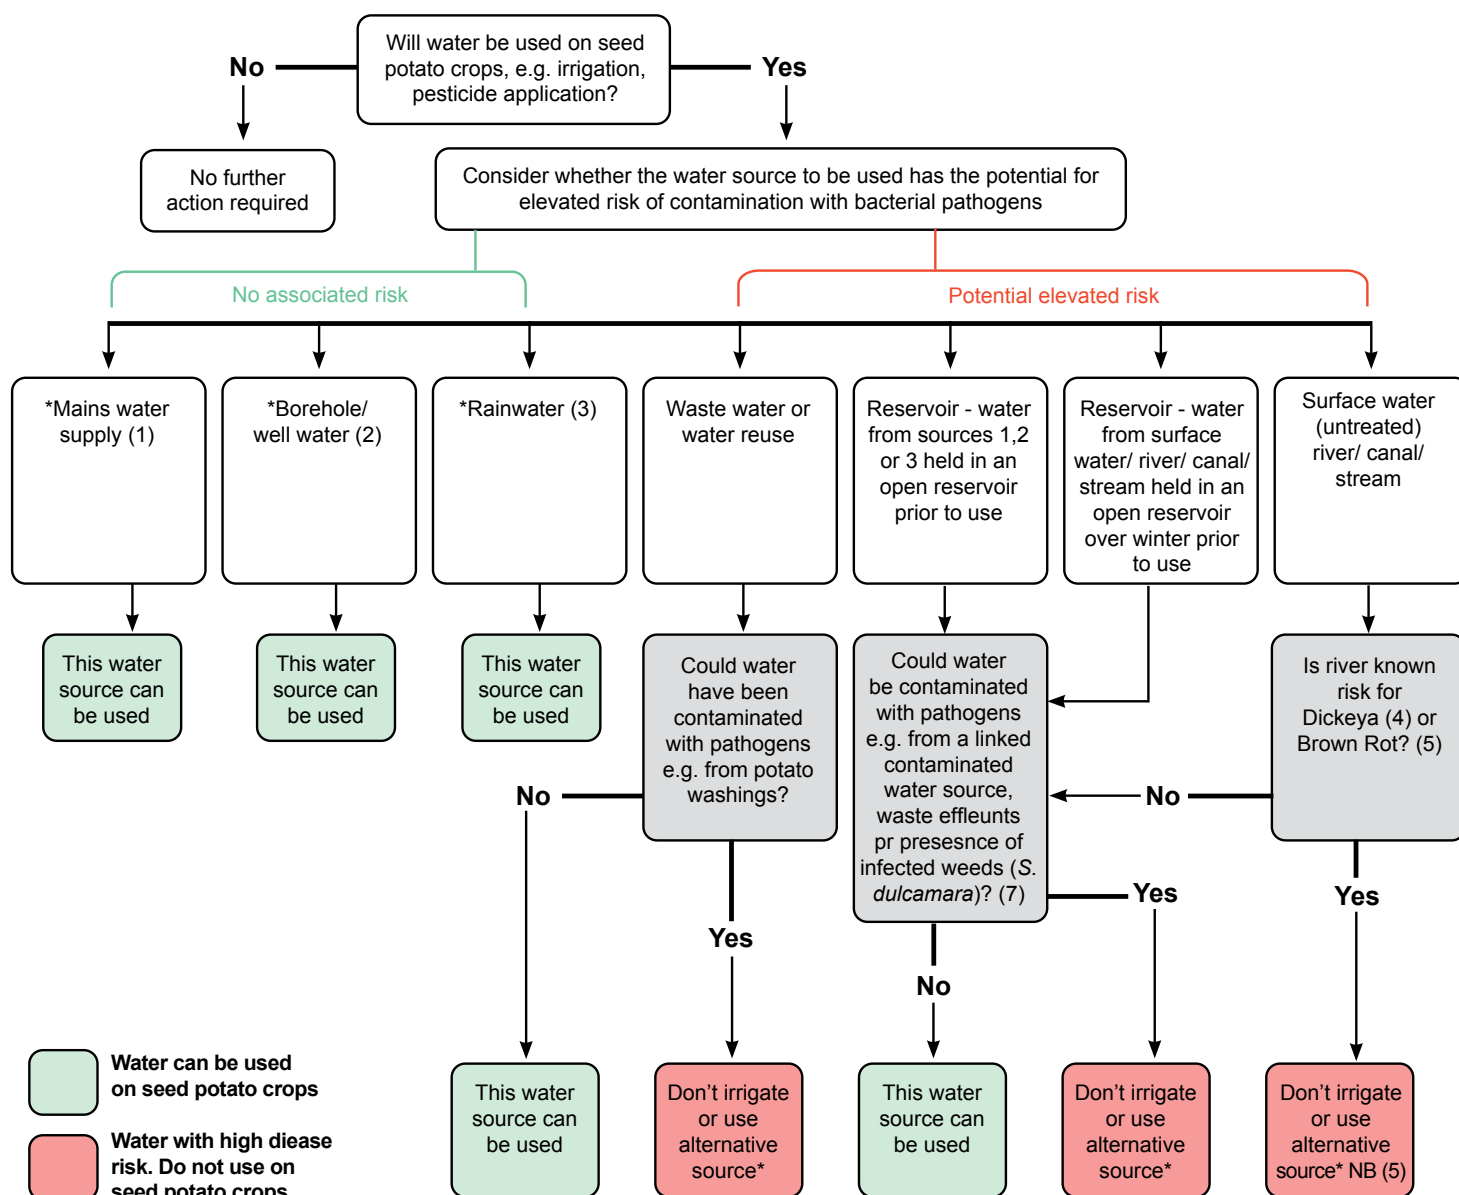 Will water be used on seed
potato crops, e.g. irrigation,
pesticide application?
No
Yes
No further
action required
Consider whether the water source to be used has the potential for
elevated risk of contamination with bacterial pathogens
No associated risk
Potential elevated risk
*Mains water
supply (1)
*Borehole/
well water (2)
*Rainwater (3)
Waste water or
water reuse
Reservoir - water
from sources 1,2
or 3 held in an
open reservoir
prior to use
Reservoir - water
from surface
water/ river/ canal/
stream held in an
open reservoir
over winter prior
to use
Surface water
(untreated)
river/ canal/
stream
This water
source can
be used
This water
source can
be used
This water
source can
be used
Could water
have been
contaminated
with pathogens
e.g. from potato
washings?
Could water
be contaminated
with pathogens
e.g. from a linked
contaminated
water source,
waste effleunts
pr presesnce of
infected weeds (S.
dulcamara)? (7)
Is river known
risk for
Dickeya (4) or
Brown Rot? (5)
No
No
Yes
Yes
Yes
No
This water
source can
be used
Don't irrigate
or use
alternative
source*
This water
source can
be used
Don't irrigate
or use
alternative
source*
Don't irrigate
or use
alternative
source* NB (5)
Water can be used
on seed potato crops
Water with high diease
risk. Do not use on
seed potato crops